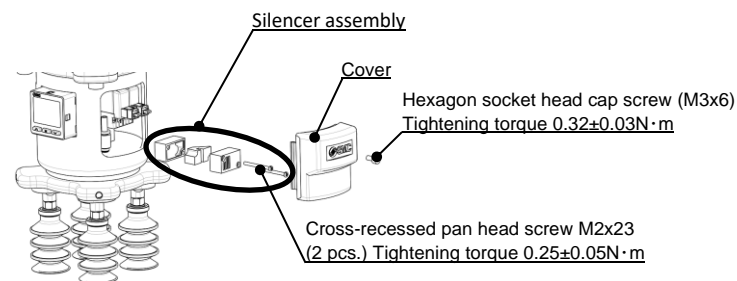 Silencer assembly
Cover
Hexagon socket head cap screw (M3x6)
Tightening torque 0.32±0.03N･m
SMC
Cross-recessed pan head screw M2x23
(2 pcs.) Tightening torque 0.25±0.05N･m